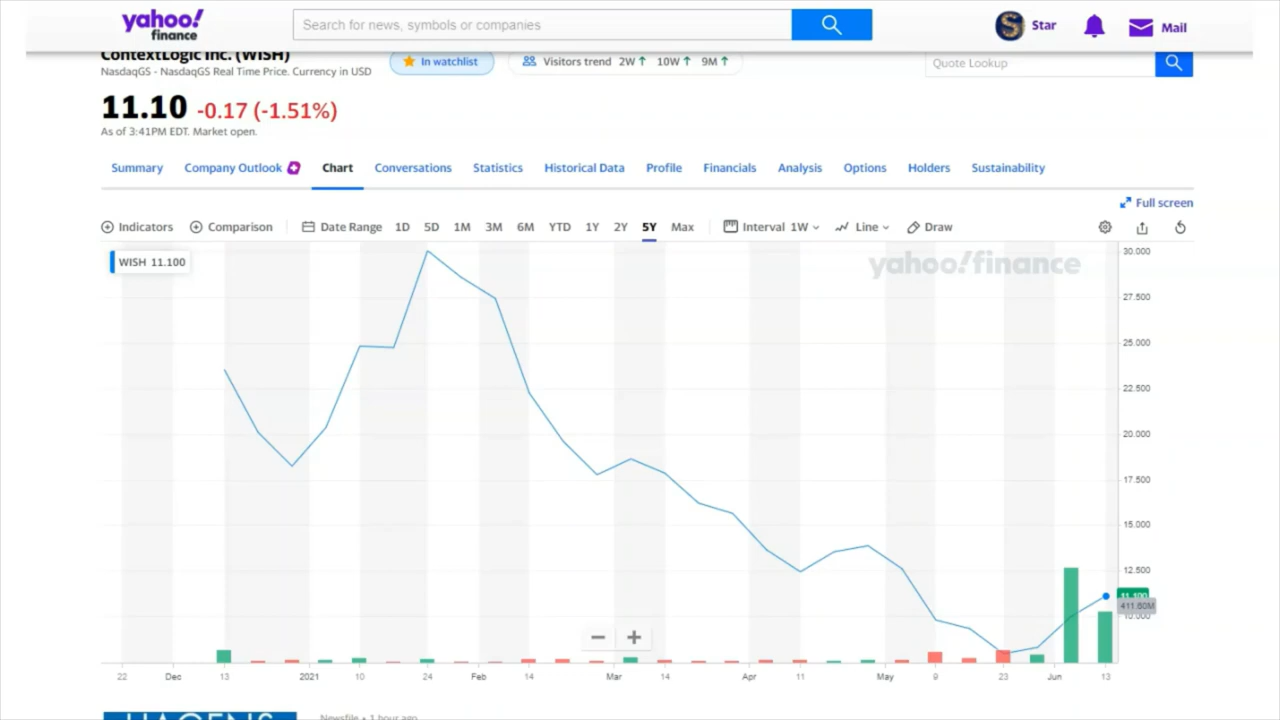 yahoo!
finance
Search for news, symbols or companies
Star
Mail
ContextLogic Inc. (WISH)
NasdaqGS - NasdaqGS Real Time Price. Currency in USD
In watchlist
Visitors trend 2W 10W 9M
Quote Lookup
11.10 -0.17 (-1.51%)
As of 3:41PM EDT. Market open.
Summary Company Outlook Chart Conversations Statistics Historical Data Profile Financials Analysis Options Holders Sustainability
Full screen
Indicators Comparison Date Range 1D 5D 1M 3M 6M YTD 1Y 2Y 5Y Max Interval 1W Line Draw
WISH 11.100
yahoo!finance
30.000
27.500
25.000
22.500
20.000
17.500
15.000
12.500
11.100
411.60M
10.000
22 Dec 13 2021 10 24 Feb 14 Mar 14 Apr 11 May 9 23 Jun 13
HAGENS
Newsfile • 1 hour ago